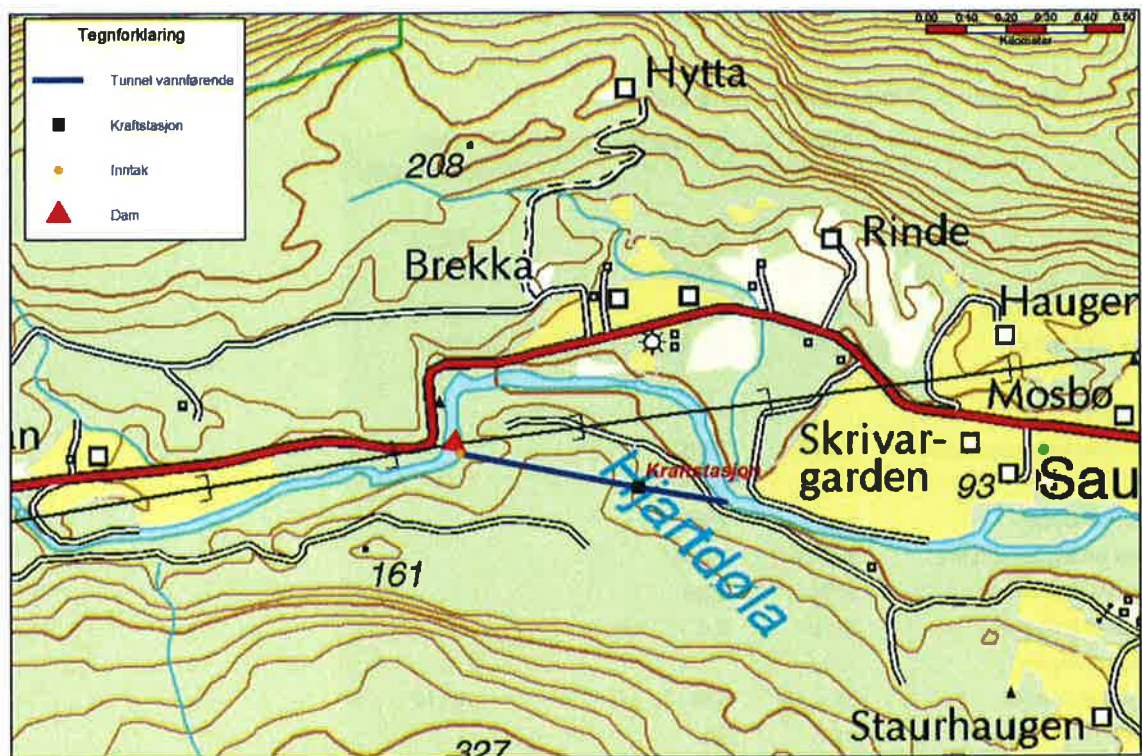 Tegnforklaring
Tunnel vannførende
Kraftstasjon
Inntak
Dam
0.00 0.10 0.20 0.30 0.40 0.50
Kilometer
Hytta
208
Rinde
Brekka
Hauger
Mosbø
an
Skrivar-
garden
93
Sau
Kraftstasjon
Hjartdøla
161
Staurhaugen
327